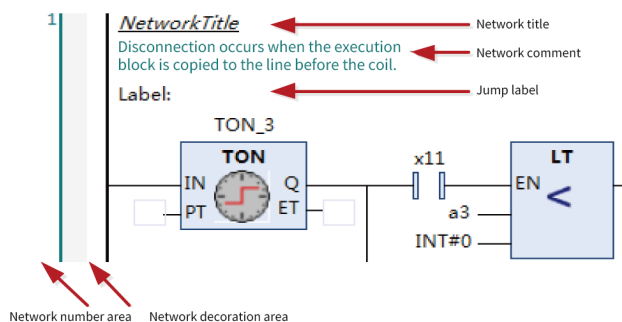 1
NetworkTitle
Network title
Disconnection occurs when the execution
block is copied to the line before the coil.
Network comment
Label:
Jump label
TON_3
TON
IN
Q
PT
ET
x11
LT
EN
<
a3
INT#0
Network number area
Network decoration area